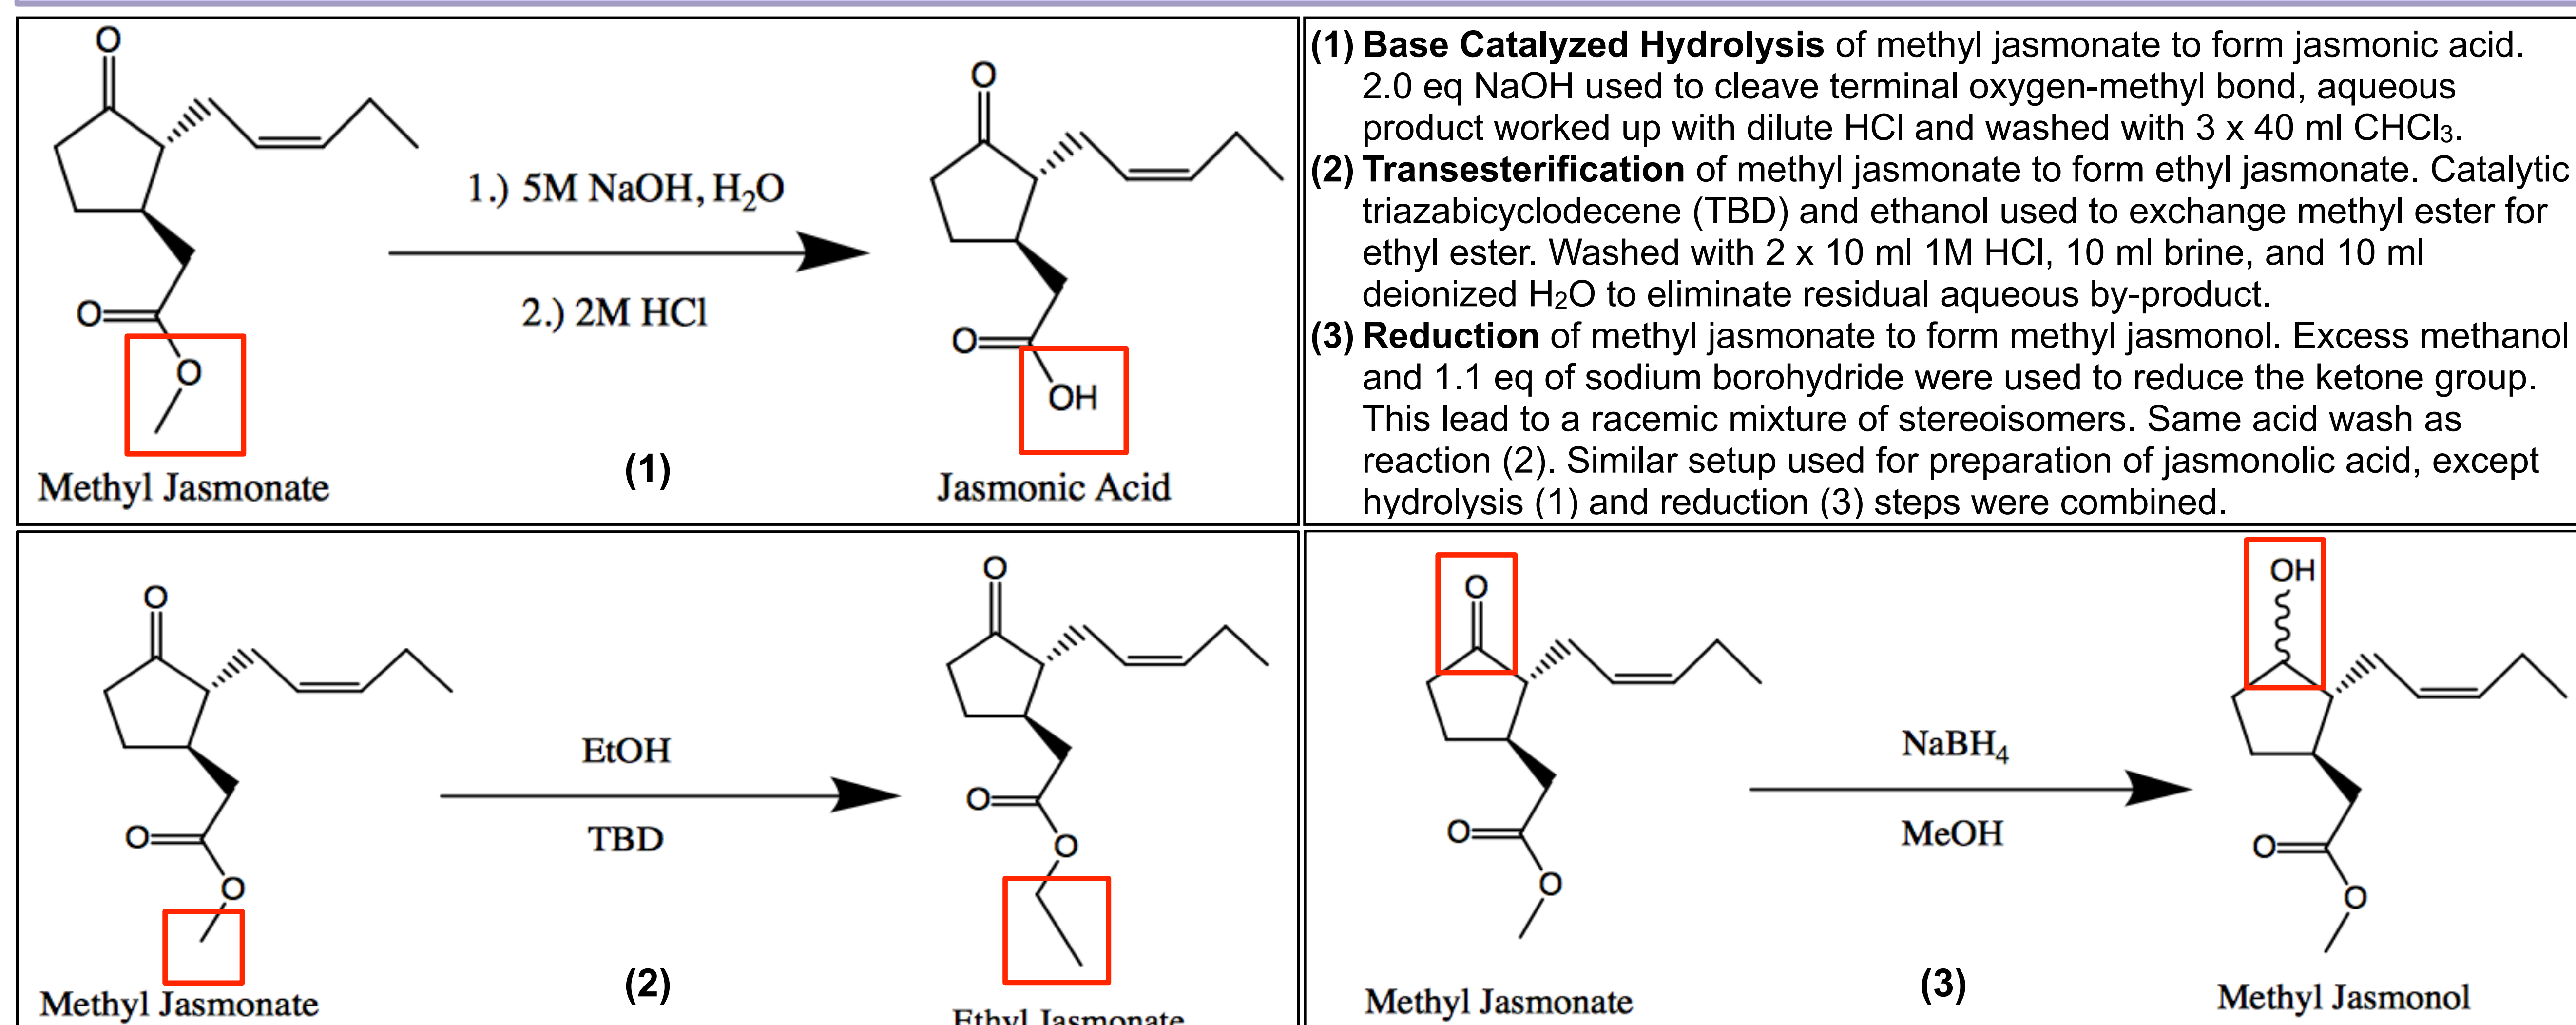 O
O
1.) 5M NaOH, H₂O
2.) 2M HCl
O
O
O
OH
(1)
Methyl Jasmonate
Jasmonic Acid
(1) Base Catalyzed Hydrolysis of methyl jasmonate to form jasmonic acid.
2.0 eq NaOH used to cleave terminal oxygen-methyl bond, aqueous
product worked up with dilute HCl and washed with 3 x 40 ml CHCl₃.
(2) Transesterification of methyl jasmonate to form ethyl jasmonate. Catalytic
triazabicyclodecene (TBD) and ethanol used to exchange methyl ester for
ethyl ester. Washed with 2 x 10 ml 1M HCl, 10 ml brine, and 10 ml
deionized H₂O to eliminate residual aqueous by-product.
(3) Reduction of methyl jasmonate to form methyl jasmonol. Excess methanol
and 1.1 eq of sodium borohydride were used to reduce the ketone group.
This lead to a racemic mixture of stereoisomers. Same acid wash as
reaction (2). Similar setup used for preparation of jasmonolic acid, except
hydrolysis (1) and reduction (3) steps were combined.
O
O
EtOH
TBD
O
O
O
O
(2)
Methyl Jasmonate
Ethyl Jasmonate
O
OH
NaBH₄
MeOH
O
O
O
O
(3)
Methyl Jasmonate
Methyl Jasmonol